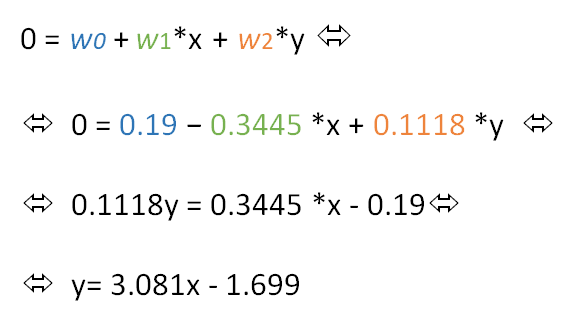 0 = w0 + w1*x + w2*y ⇔
⇔ 0 = 0.19 − 0.3445 *x + 0.1118 *y ⇔
⇔ 0.1118y = 0.3445 *x - 0.19⇔
⇔ y= 3.081x - 1.699